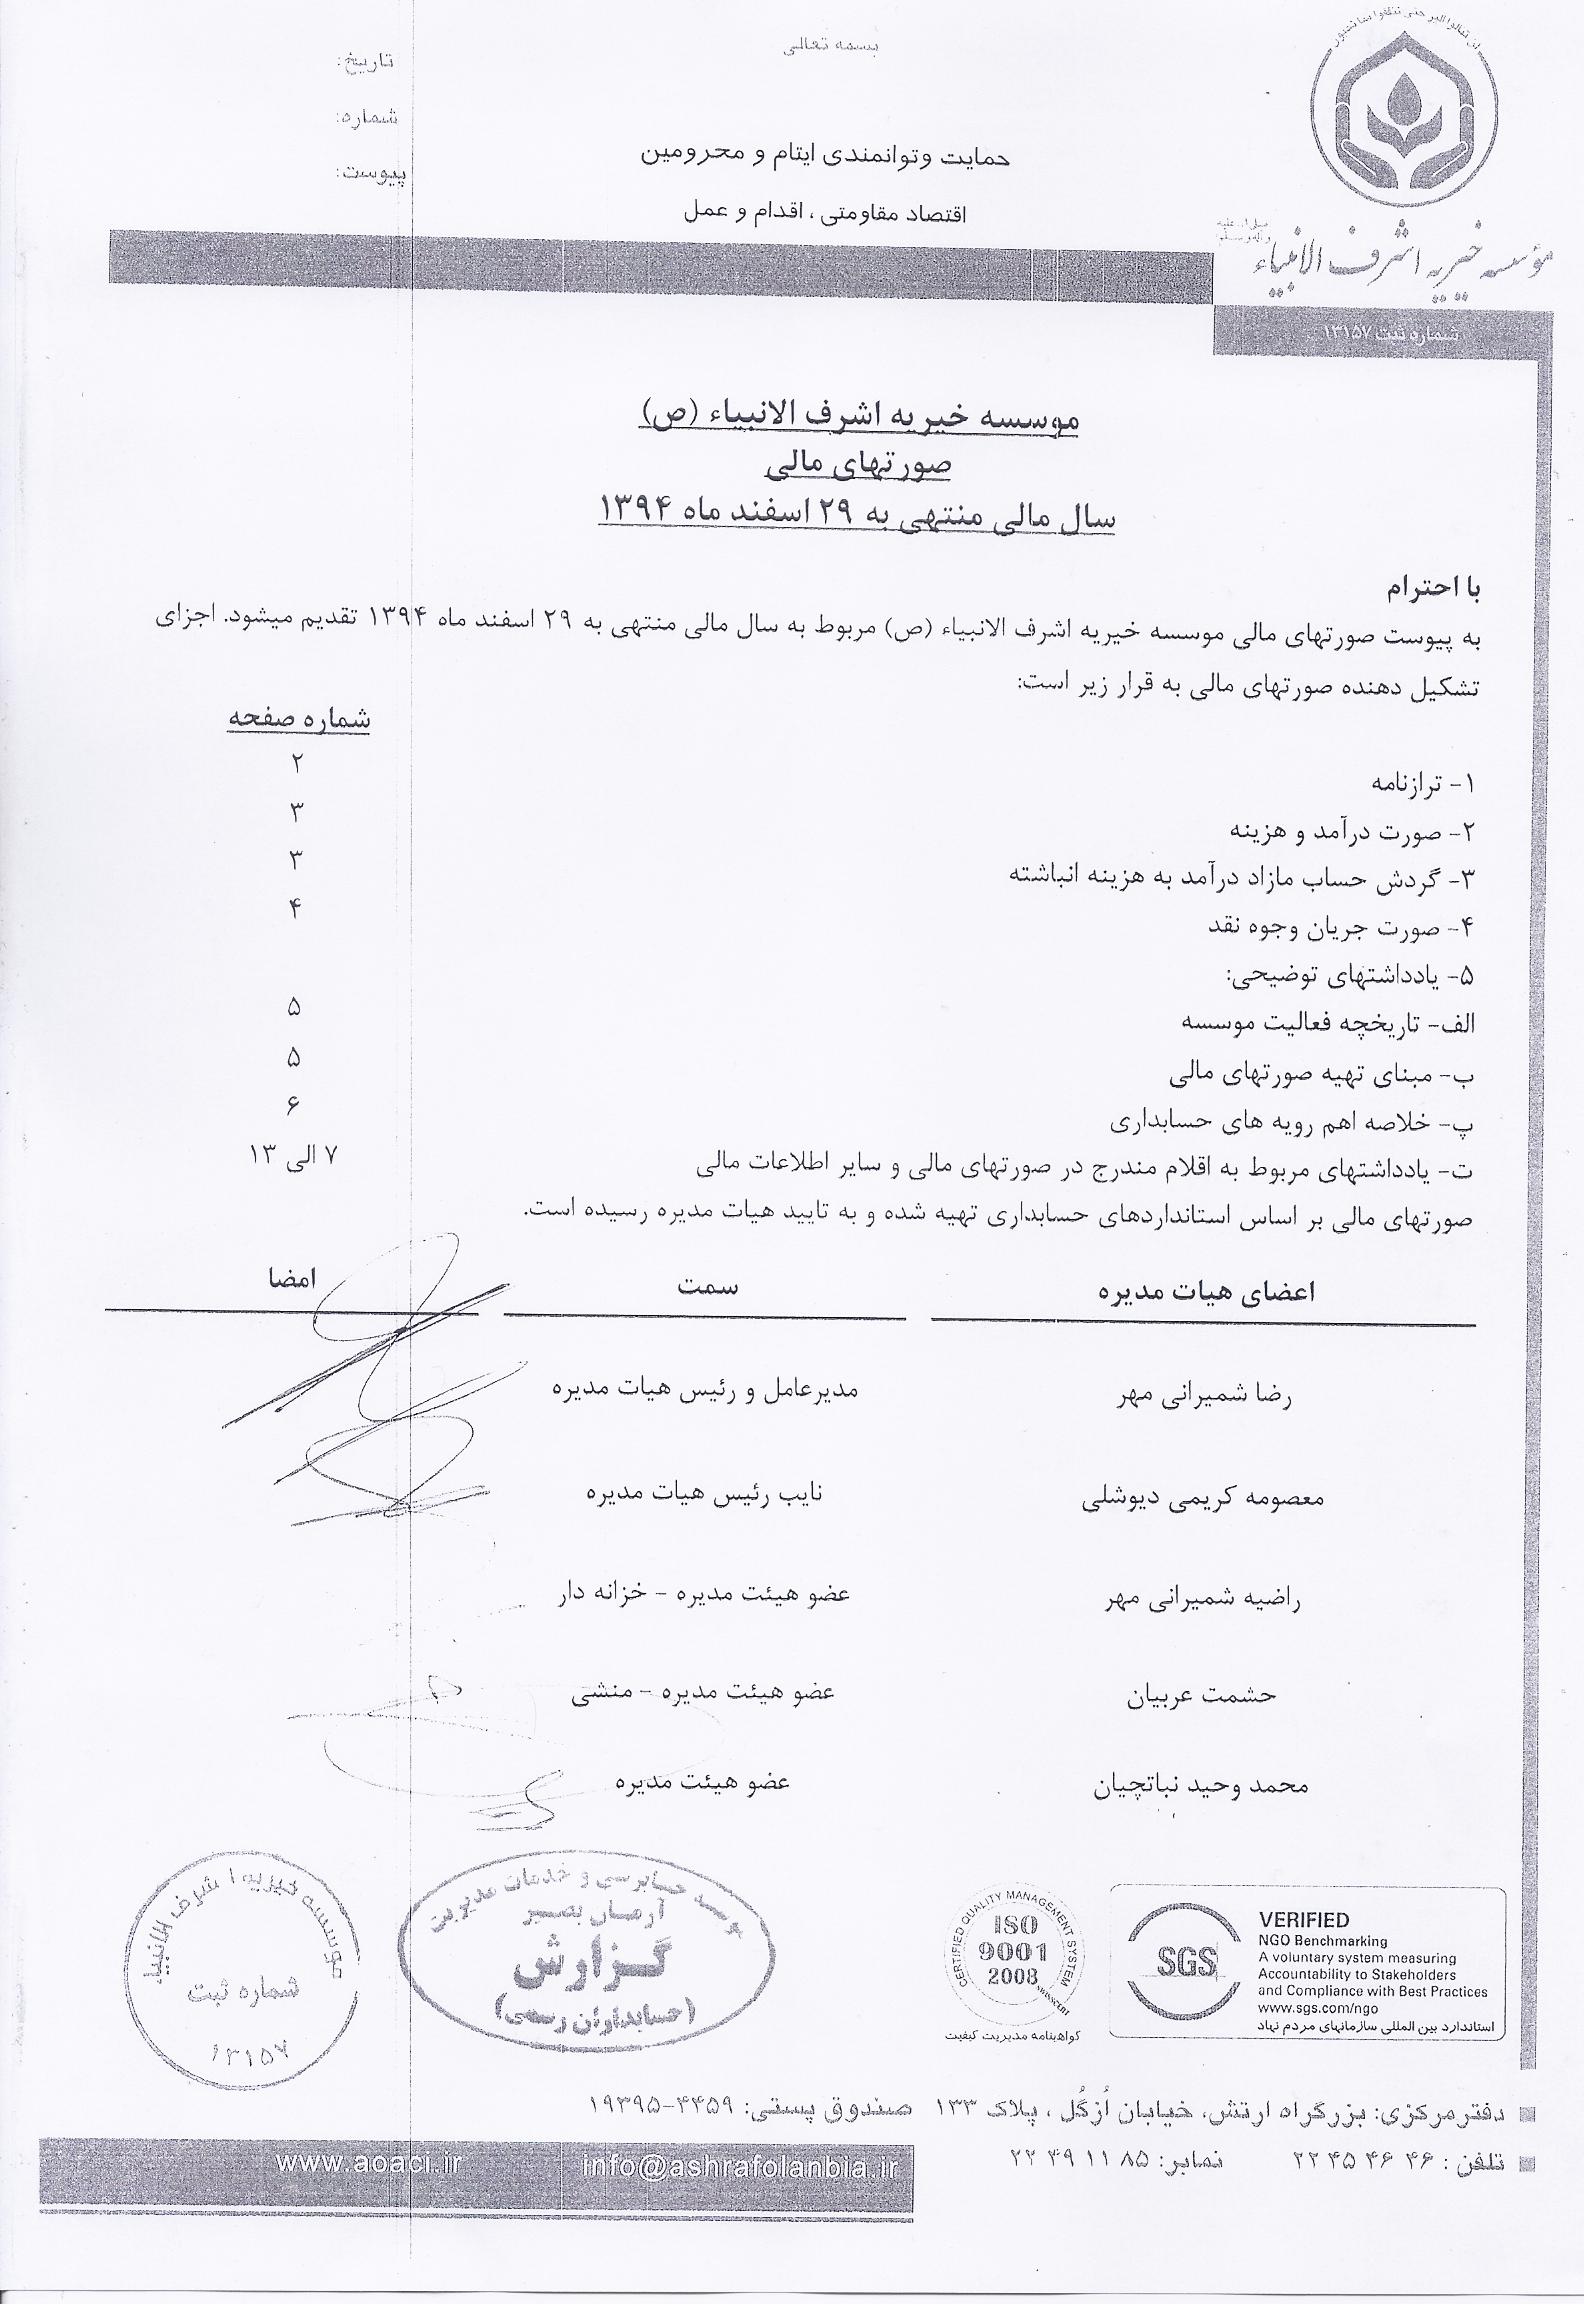 بسمه تعالی
تاریخ:
شماره:
پیوست:
حمایت وتوانمندی ایتام و محرومین
اقتصاد مقاومتی ، اقدام و عمل
لن تنالوا البر حتی تنفقوا مما تحبون
موسسه خیریه اشرف الانبیاء
شماره ثبت ۱۳۱۵۷
موسسه خیریه اشرف الانبیاء (ص)
صورتهای مالی
سال مالی منتهی به ۲۹ اسفند ماه ۱۳۹۴
با احترام
به پیوست صورتهای مالی موسسه خیریه اشرف الانبیاء (ص) مربوط به سال مالی منتهی به ۲۹ اسفند ماه ۱۳۹۴ تقدیم میشود. اجزای
تشکیل دهنده صورتهای مالی به قرار زیر است:
شماره صفحه
۱- ترازنامه ۲
۲- صورت درآمد و هزینه ۳
۳- گردش حساب مازاد درآمد به هزینه انباشته ۳
۴- صورت جریان وجوه نقد ۴
۵- یادداشتهای توضیحی:
الف- تاریخچه فعالیت موسسه ۵
ب- مبنای تهیه صورتهای مالی ۵
پ- خلاصه اهم رویه های حسابداری ۶
ت- یادداشتهای مربوط به اقلام مندرج در صورتهای مالی و سایر اطلاعات مالی ۷ الی ۱۳
صورتهای مالی بر اساس استانداردهای حسابداری تهیه شده و به تایید هیات مدیره رسیده است.
اعضای هیات مدیره سمت امضا
رضا شمیرانی مهر مدیرعامل و رئیس هیات مدیره
معصومه کریمی دیوشلی نایب رئیس هیات مدیره
راضیه شمیرانی مهر عضو هیئت مدیره - خزانه دار
حشمت عربیان عضو هیئت مدیره - منشی
محمد وحید نباتچیان عضو هیئت مدیره
VERIFIED
NGO Benchmarking
A voluntary system measuring
Accountability to Stakeholders
and Compliance with Best Practices
www.sgs.com/ngo
استاندارد بین المللی سازمانهای مردم نهاد
SGS
CERTIFIED QUALITY MANAGEMENT SYSTEM
ISO
9001
2008
گواهینامه مدیریت کیفیت
موسسه حسابرسی و خدمات مدیریت
آرمان بصیر
گزارش
(حسابداران رسمی)
موسسه خیریه اشرف الانبیاء
شماره ثبت
۱۳۱۵۷
دفترمرکزی: بزرگراه ارتش، خیابان اُزگُل ، پلاک ۱۳۳ صندوق پستی: ۴۴۵۹-۱۹۳۹۵
تلفن : ۴۶ ۴۶ ۴۵ ۲۲ نمابر: ۸۵ ۱۱ ۴۹ ۲۲
info@ashrafolanbia.ir
www.aoaci.ir